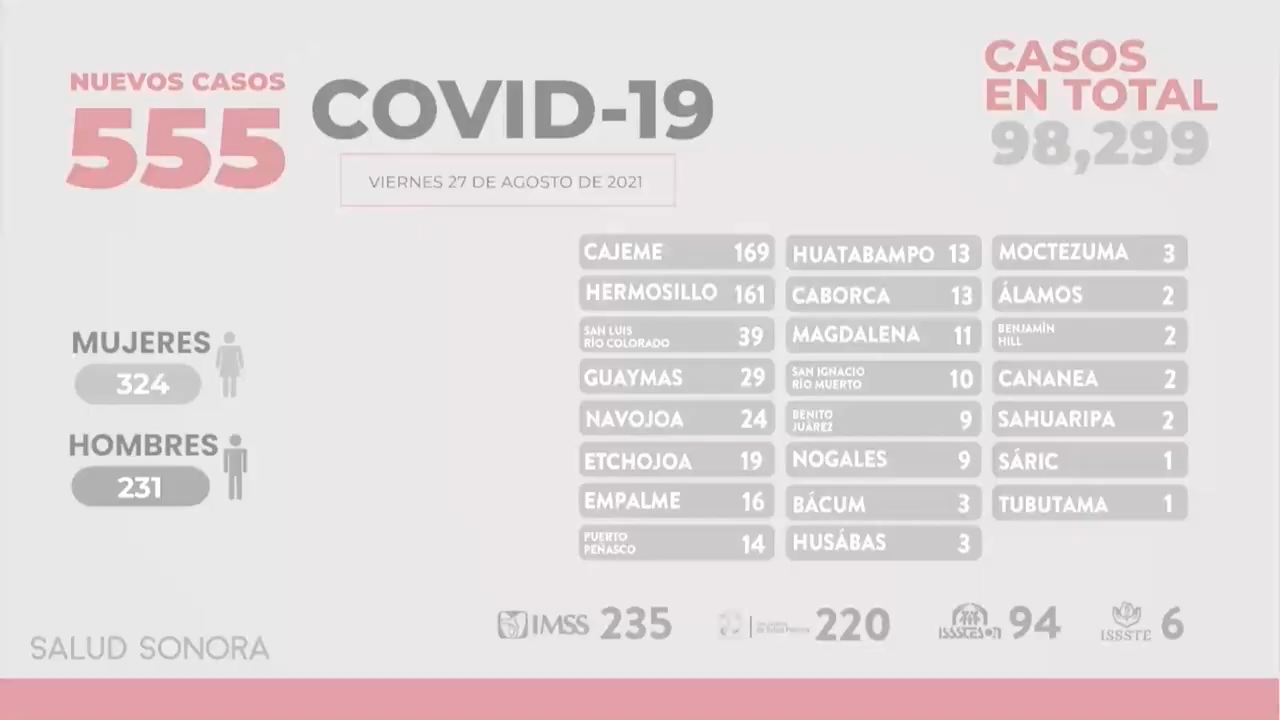 NUEVOS CASOS
555
COVID-19
VIERNES 27 DE AGOSTO DE 2021
CASOS
EN TOTAL
98,299
MUJERES
324
HOMBRES
231
CAJEME 169
HERMOSILLO 161
SAN LUIS
RÍO COLORADO 39
GUAYMAS 29
NAVOJOA 24
ETCHOJOA 19
EMPALME 16
PUERTO
PEÑASCO 14
HUATABAMPO 13
CABORCA 13
MAGDALENA 11
SAN IGNACIO
RÍO MUERTO 10
BENITO
JUÁREZ 9
NOGALES 9
BÁCUM 3
HUSÁBAS 3
MOCTEZUMA 3
ÁLAMOS 2
BENJAMÍN
HILL 2
CANANEA 2
SAHUARIPA 2
SÁRIC 1
TUBUTAMA 1
IMSS 235
220
ISSSTESON 94
ISSSTE 6
SALUD SONORA